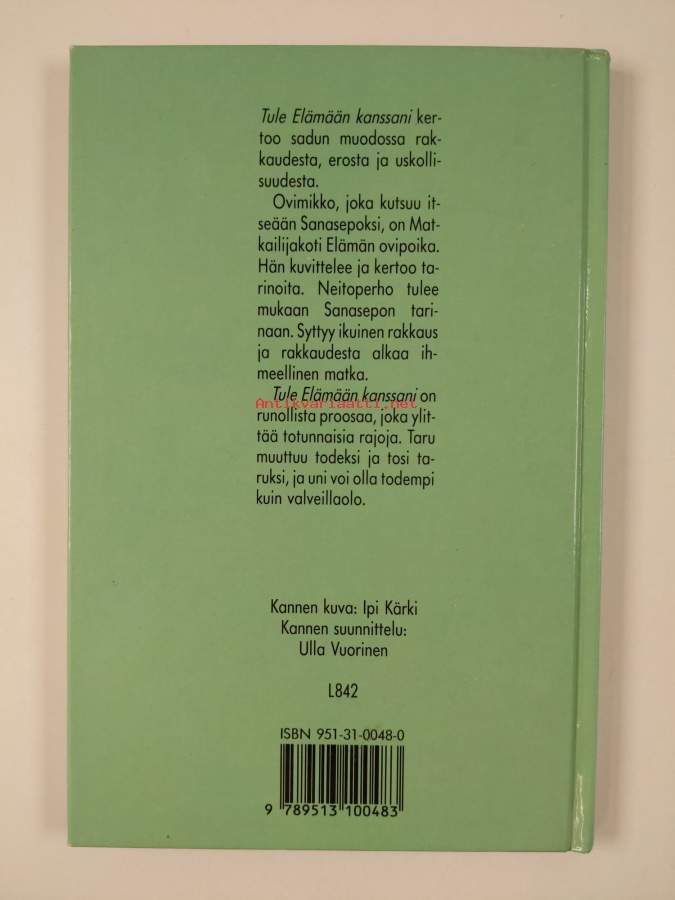 Tule Elämään kanssani ker-
too sadun muodossa rak-
kaudesta, erosta ja uskolli-
suudesta.
Ovimikko, joka kutsuu it-
seään Sanasepoksi, on Mat-
kailijakoti Elämän ovipoika.
Hän kuvittelee ja kertoo ta-
rinoita. Neitoperho tulee
mukaan Sanasepon tari-
naan. Syttyy ikuinen rakkaus
ja rakkaudesta alkaa ih-
meellinen matka.
Tule Elämään kanssani on
Antikvariaatti.net
runollista proosaa, joka ylit-
tää totunnaisia rajoja. Taru
muuttuu todeksi ja tosi ta-
ruksi, ja uni voi olla todempi
kuin valveillaolo.
Kannen kuva: Ipi Kärki
Kannen suunnittelu:
Ulla Vuorinen
L842
ISBN 951-31-0048-0
9 789513 100483